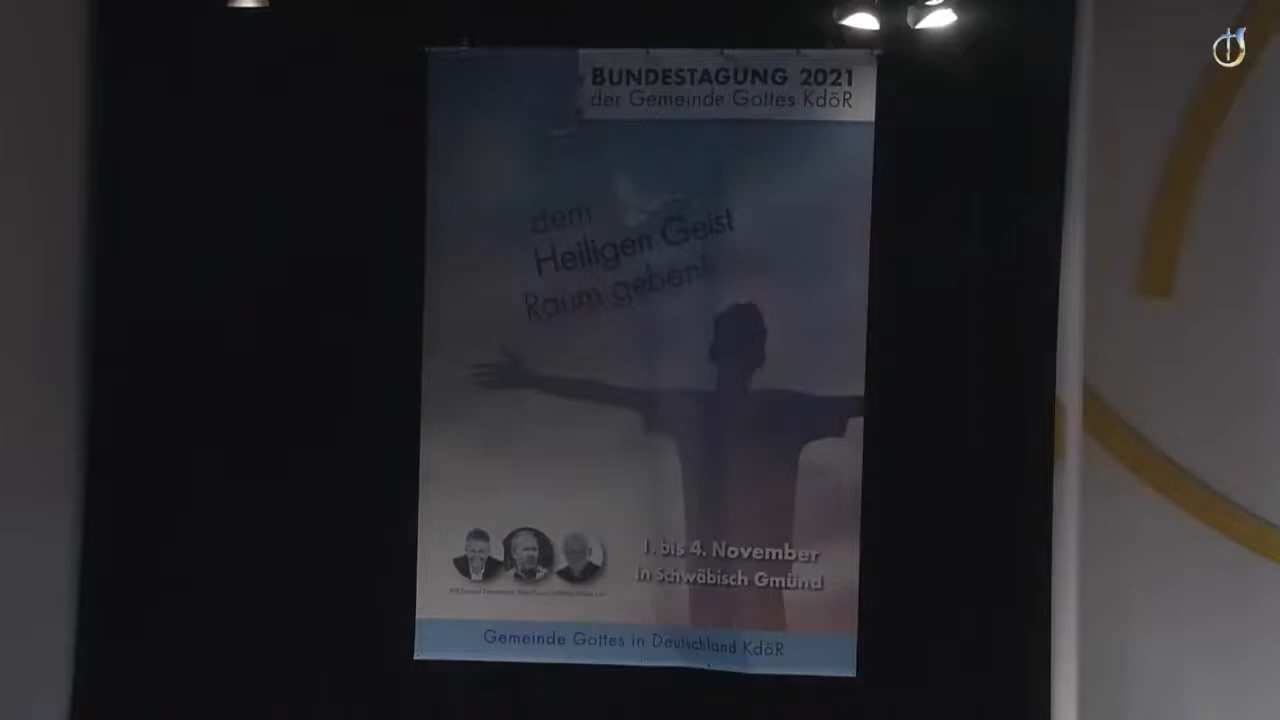 BUNDESTAGUNG 2021
der Gemeinde Gottes KdöR
dem
Heiligen Geist
Raum geben!
1. bis 4. November
in Schwäbisch Gmünd
Gemeinde Gottes in Deutschland KdöR